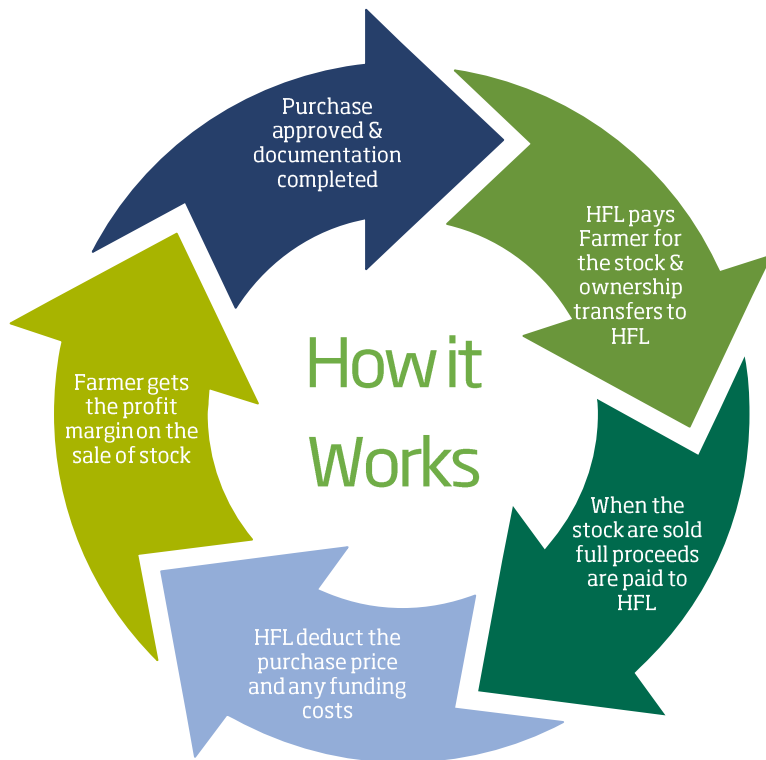 Purchase
approved &
documentation
completed
HFL pays
Farmer for
the stock &
ownership
transfers to
HFL
When the
stock are sold
full proceeds
are paid to
HFL
HFL deduct the
purchase price
and any funding
costs
Farmer gets
the profit
margin on the
sale of stock
How it
Works